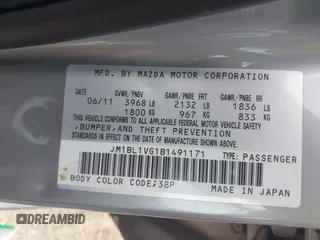 MFD. BY MAZDA MOTOR CORPORATION
GVWR/PNBV GAWR/PNBE FRT GAWR/PNBE RR
06/11 3968 LB 2132 LB 1836 LB
1800 KG 967 KG 833 KG
THIS VEHICLE CONFORMS TO ALL APPLICABLE FEDERAL MOTOR VEHICLE SAFETY,
BUMPER, AND THEFT PREVENTION
STANDARDS IN EFFECT ON THE DATE OF MANUFACTURE SHOWN ABOVE.
JM1BL1VG1B1491171 TYPE: PASSENGER
BODY COLOR CODE;38P MADE IN JAPAN
AutoBidMaster